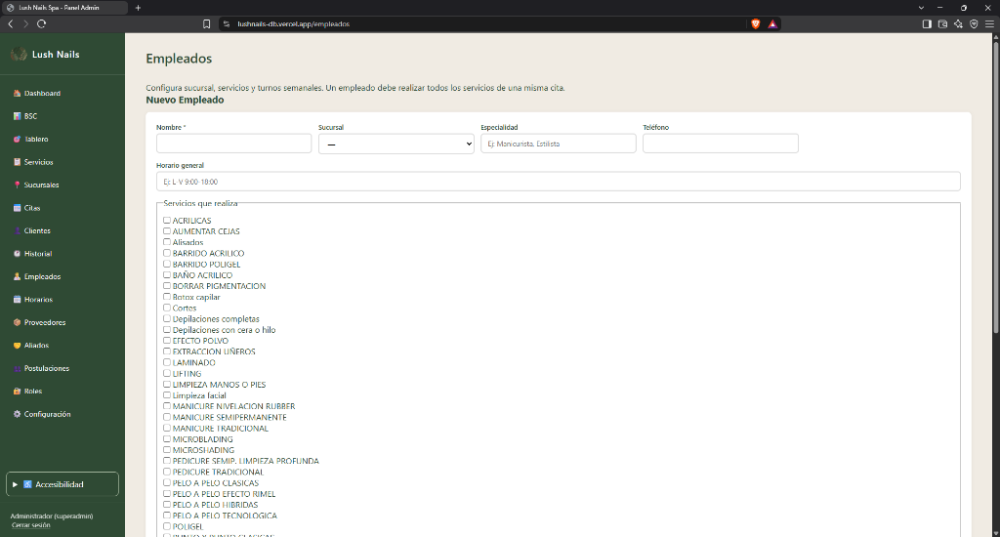 Lush Nails Spa - Panel Admin
lushnails-db.vercel.app/empleados
Lush Nails
Dashboard
BSC
Tablero
Servicios
Sucursales
Citas
Clientes
Historial
Empleados
Horarios
Proveedores
Aliados
Postulaciones
Roles
Configuración
Accesibilidad
Administrador (superadmin)
Cerrar sesión
Empleados
Configura sucursal, servicios y turnos semanales. Un empleado debe realizar todos los servicios de una misma cita.
Nuevo Empleado
Nombre * Sucursal Especialidad Teléfono
— Ej: Manicurista, Estilista
Horario general
Ej: L-V 9:00-18:00
Servicios que realiza
ACRILICAS
AUMENTAR CEJAS
Alisados
BARRIDO ACRILICO
BARRIDO POLIGEL
BAÑO ACRILICO
BORRAR PIGMENTACION
Botox capilar
Cortes
Depilaciones completas
Depilaciones con cera o hilo
EFECTO POLVO
EXTRACCION UÑEROS
LAMINADO
LIFTING
LIMPIEZA MANOS O PIES
Limpieza facial
MANICURE NIVELACION RUBBER
MANICURE SEMIPERMANENTE
MANICURE TRADICIONAL
MICROBLADING
MICROSHADING
PEDICURE SEMIP. LIMPIEZA PROFUNDA
PEDICURE TRADICIONAL
PELO A PELO CLASICAS
PELO A PELO EFECTO RIMEL
PELO A PELO HIBRIDAS
PELO A PELO TECNOLOGICA
POLIGEL